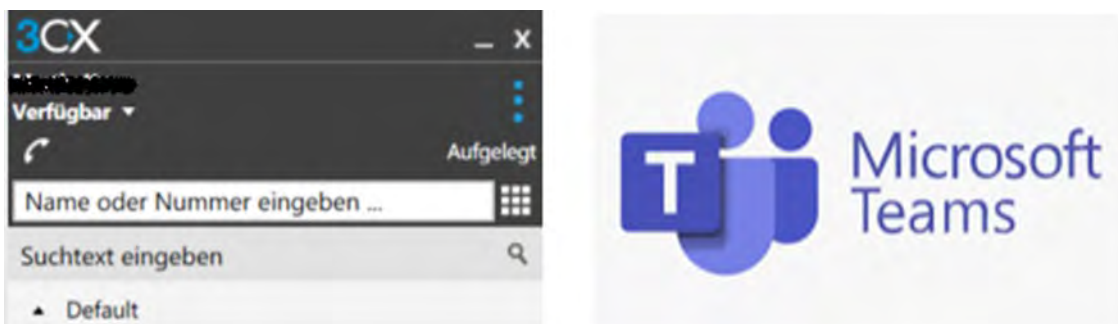 3CX
Verfügbar
Aufgelegt
Name oder Nummer eingeben ...
Suchtext eingeben
Default
T
Microsoft
Teams